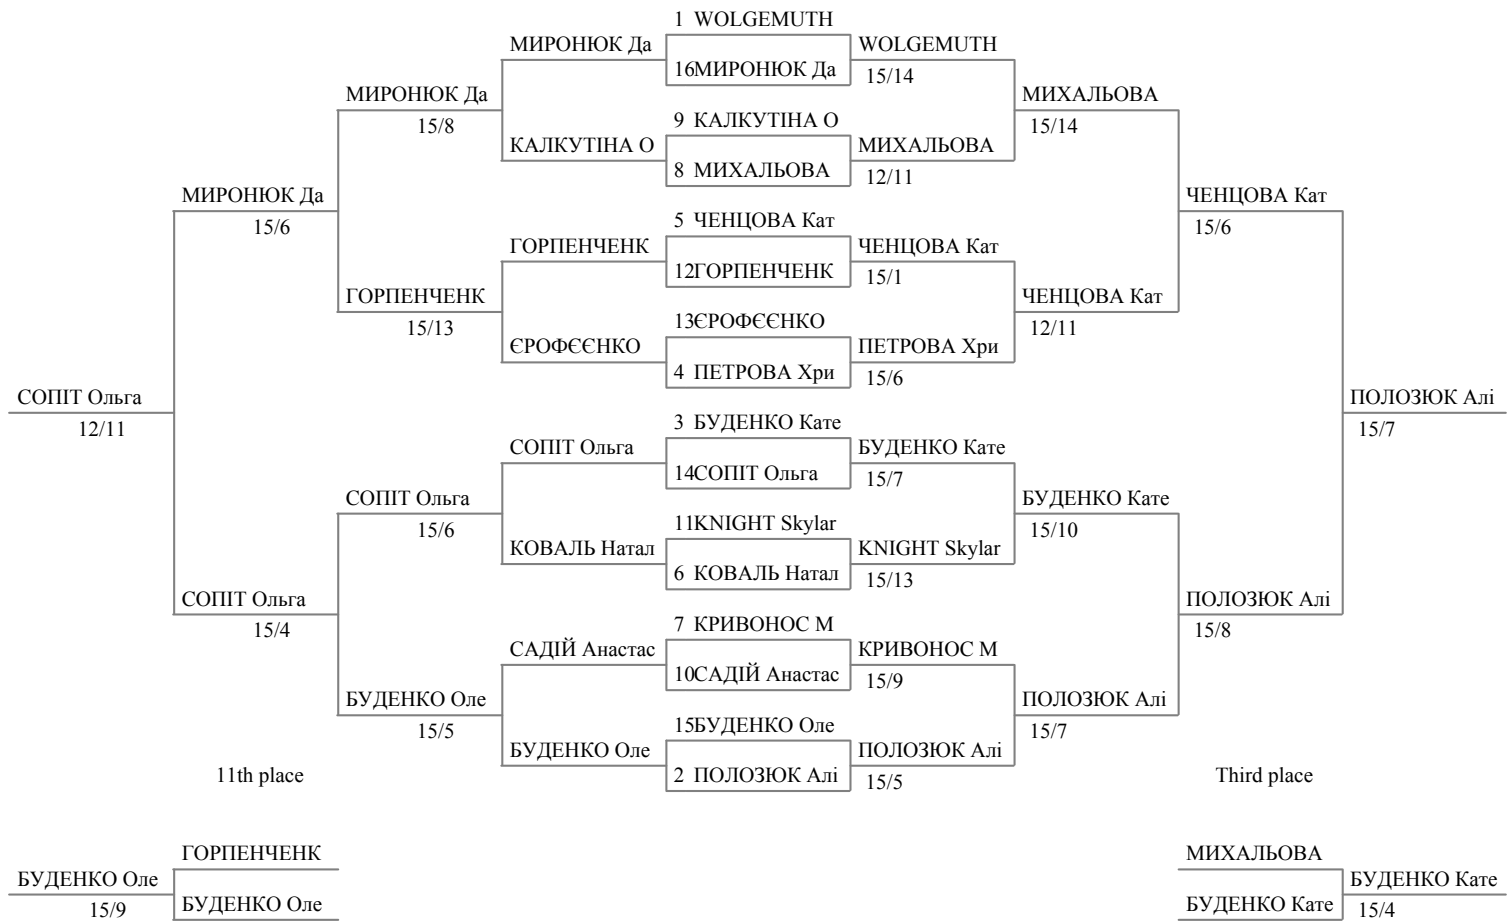 1 WOLGEMUTH
МИРОНЮК Да WOLGEMUTH
16МИРОНЮК Да 15/14
МИРОНЮК Да МИХАЛЬОВА
15/8 9 КАЛКУТІНА О 15/14
КАЛКУТІНА О МИХАЛЬОВА
8 МИХАЛЬОВА 12/11
МИРОНЮК Да ЧЕНЦОВА Кат
15/6 5 ЧЕНЦОВА Кат 15/6
ГОРПЕНЧЕНК ЧЕНЦОВА Кат
12ГОРПЕНЧЕНК 15/1
ГОРПЕНЧЕНК ЧЕНЦОВА Кат
15/13 13ЄРОФЄЄНКО 12/11
ЄРОФЄЄНКО ПЕТРОВА Хри
4 ПЕТРОВА Хри 15/6
СОПІТ Ольга ПОЛОЗЮК Алі
12/11 3 БУДЕНКО Кате 15/7
СОПІТ Ольга БУДЕНКО Кате
14СОПІТ Ольга 15/7
СОПІТ Ольга БУДЕНКО Кате
15/6 11KNIGHT Skylar 15/10
КОВАЛЬ Натал KNIGHT Skylar
6 КОВАЛЬ Натал 15/13
СОПІТ Ольга ПОЛОЗЮК Алі
15/4 7 КРИВОНОС М 15/8
САДІЙ Анастас КРИВОНОС М
10САДІЙ Анастас 15/9
БУДЕНКО Оле ПОЛОЗЮК Алі
15/5 15БУДЕНКО Оле 15/7
БУДЕНКО Оле ПОЛОЗЮК Алі
11th place 2 ПОЛОЗЮК Алі 15/5 Third place
ГОРПЕНЧЕНК МИХАЛЬОВА
БУДЕНКО Оле БУДЕНКО Кате
15/9 БУДЕНКО Оле БУДЕНКО Кате 15/4